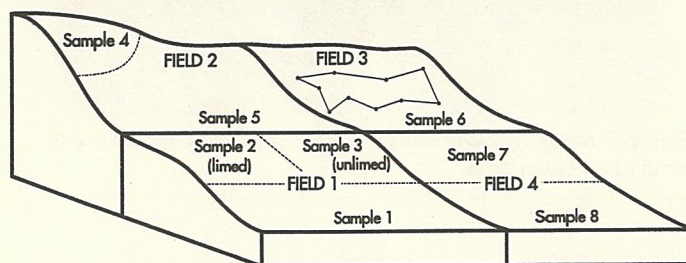 Sample 4
FIELD 2
FIELD 3
Sample 5
Sample 6
Sample 2
(limed)
Sample 3
(unlimed)
Sample 7
FIELD 1
FIELD 4
Sample 1
Sample 8